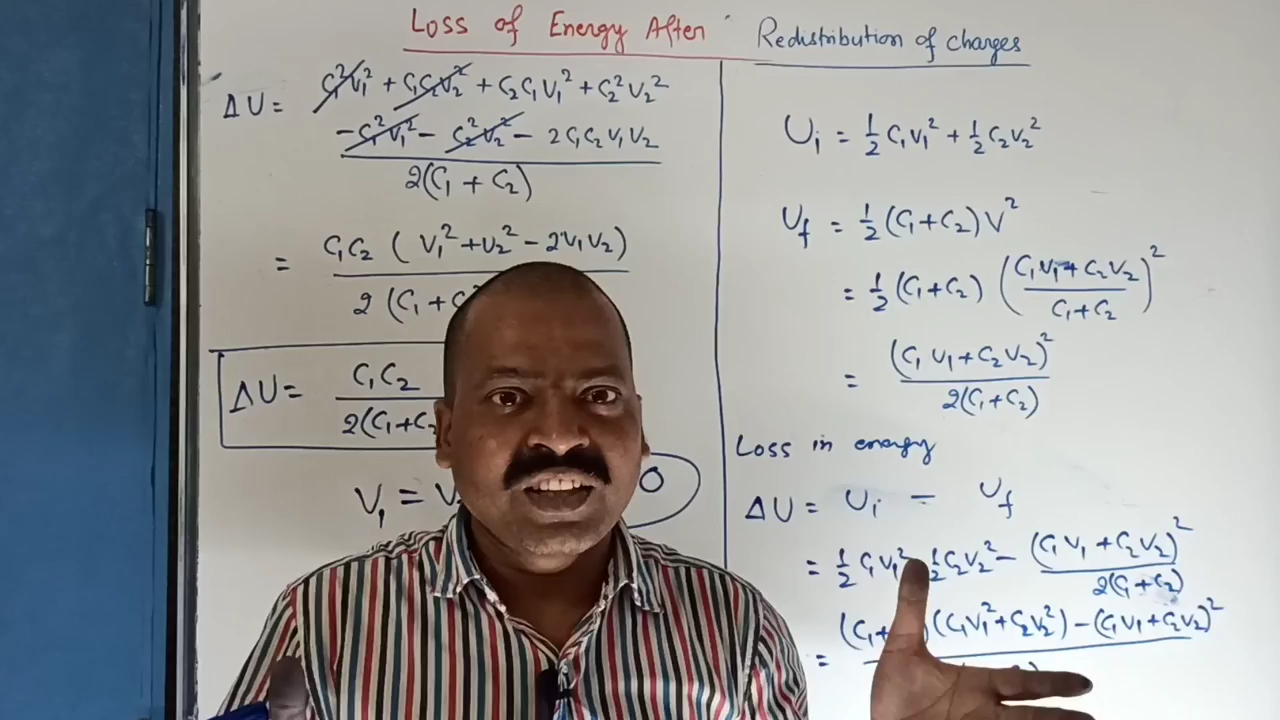 Loss of Energy After Redistribution of charges
ΔU = C₁²V₁² + C₁C₂V₂² + C₂C₁V₁² + C₂²V₂²
-C₁²V₁² - C₂²V₂² - 2C₁C₂V₁V₂
2(C₁ + C₂)
= C₁C₂ (V₁² + V₂² - 2V₁V₂)
2 (C₁ + C
ΔU = C₁C₂
2(C₁+C₂
V₁ = V
0
Uᵢ = ½ C₁V₁² + ½ C₂V₂²
U_f = ½ (C₁+C₂) V²
= ½ (C₁+C₂) (C₁V₁ + C₂V₂ / C₁+C₂)²
= (C₁V₁ + C₂V₂)²
2(C₁+C₂)
Loss in energy
ΔU = Uᵢ - U_f
= ½ C₁V₁² ½ C₂V₂² - (C₁V₁ + C₂V₂)²
2(C₁+C₂)
= (C₁+ )(C₁V₁² + C₂V₂²) - (C₁V₁ + C₂V₂)²